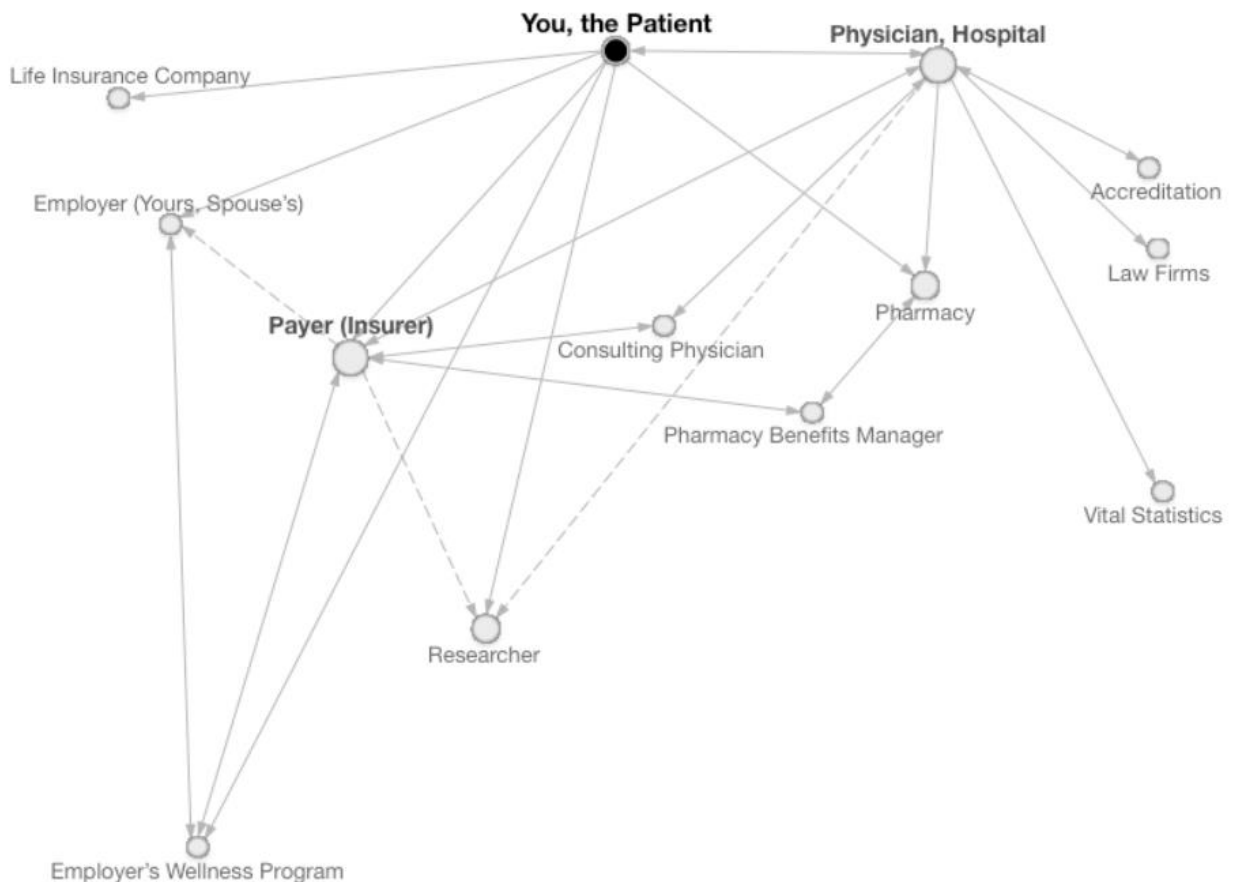 You, the Patient
Physician, Hospital
Life Insurance Company
Accreditation
Employer (Yours, Spouse's)
Law Firms
Pharmacy
Payer (Insurer)
Consulting Physician
Pharmacy Benefits Manager
Vital Statistics
Researcher
Employer's Wellness Program